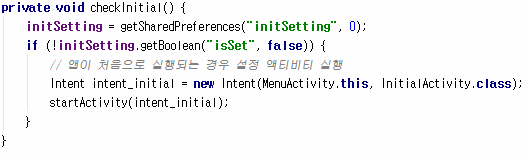 private void checkInitial() {
initSetting = getSharedPreferences("initSetting", 0);
if (!initSetting.getBoolean("isSet", false)) {
// 앱이 처음으로 실행되는 경우 설정 액티비티 실행
Intent intent_initial = new Intent(MenuActivity.this, InitialActivity.class);
startActivity(intent_initial);
}
}